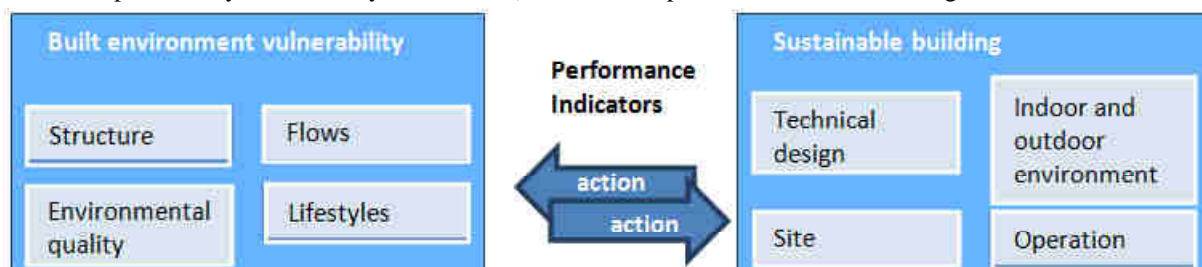 Built environment vulnerability
Structure
Flows
Environmental
quality
Lifestyles
Performance
Indicators
action
action
Sustainable building
Technical
design
Indoor and
outdoor
environment
Site
Operation